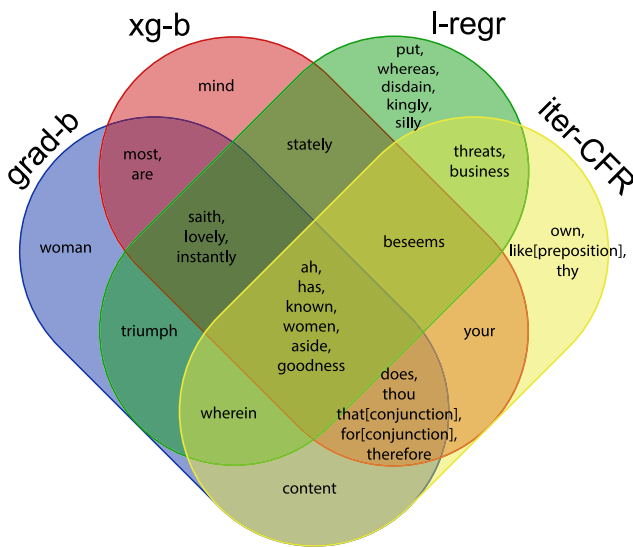 xg-b
l-regr
grad-b
iter-CFR
put,
whereas,
disdain,
kingly,
silly
mind
stately
most,
are
threats,
business
saith,
lovely,
instantly
woman
beseems
own,
like[preposition],
thy
ah,
has,
known,
women,
aside,
goodness
triumph
your
does,
thou
that[conjunction],
for[conjunction],
therefore
wherein
content